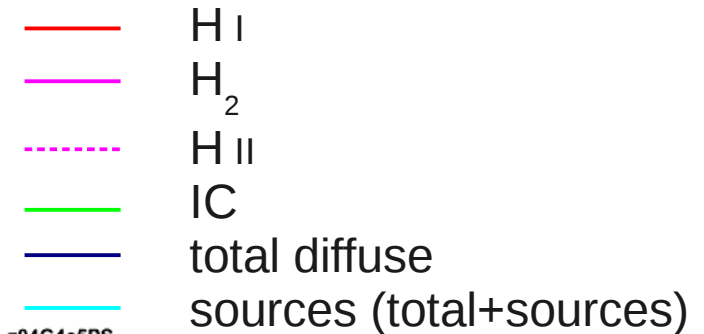 H I
H2
H II
IC
total diffuse
sources (total+sources)